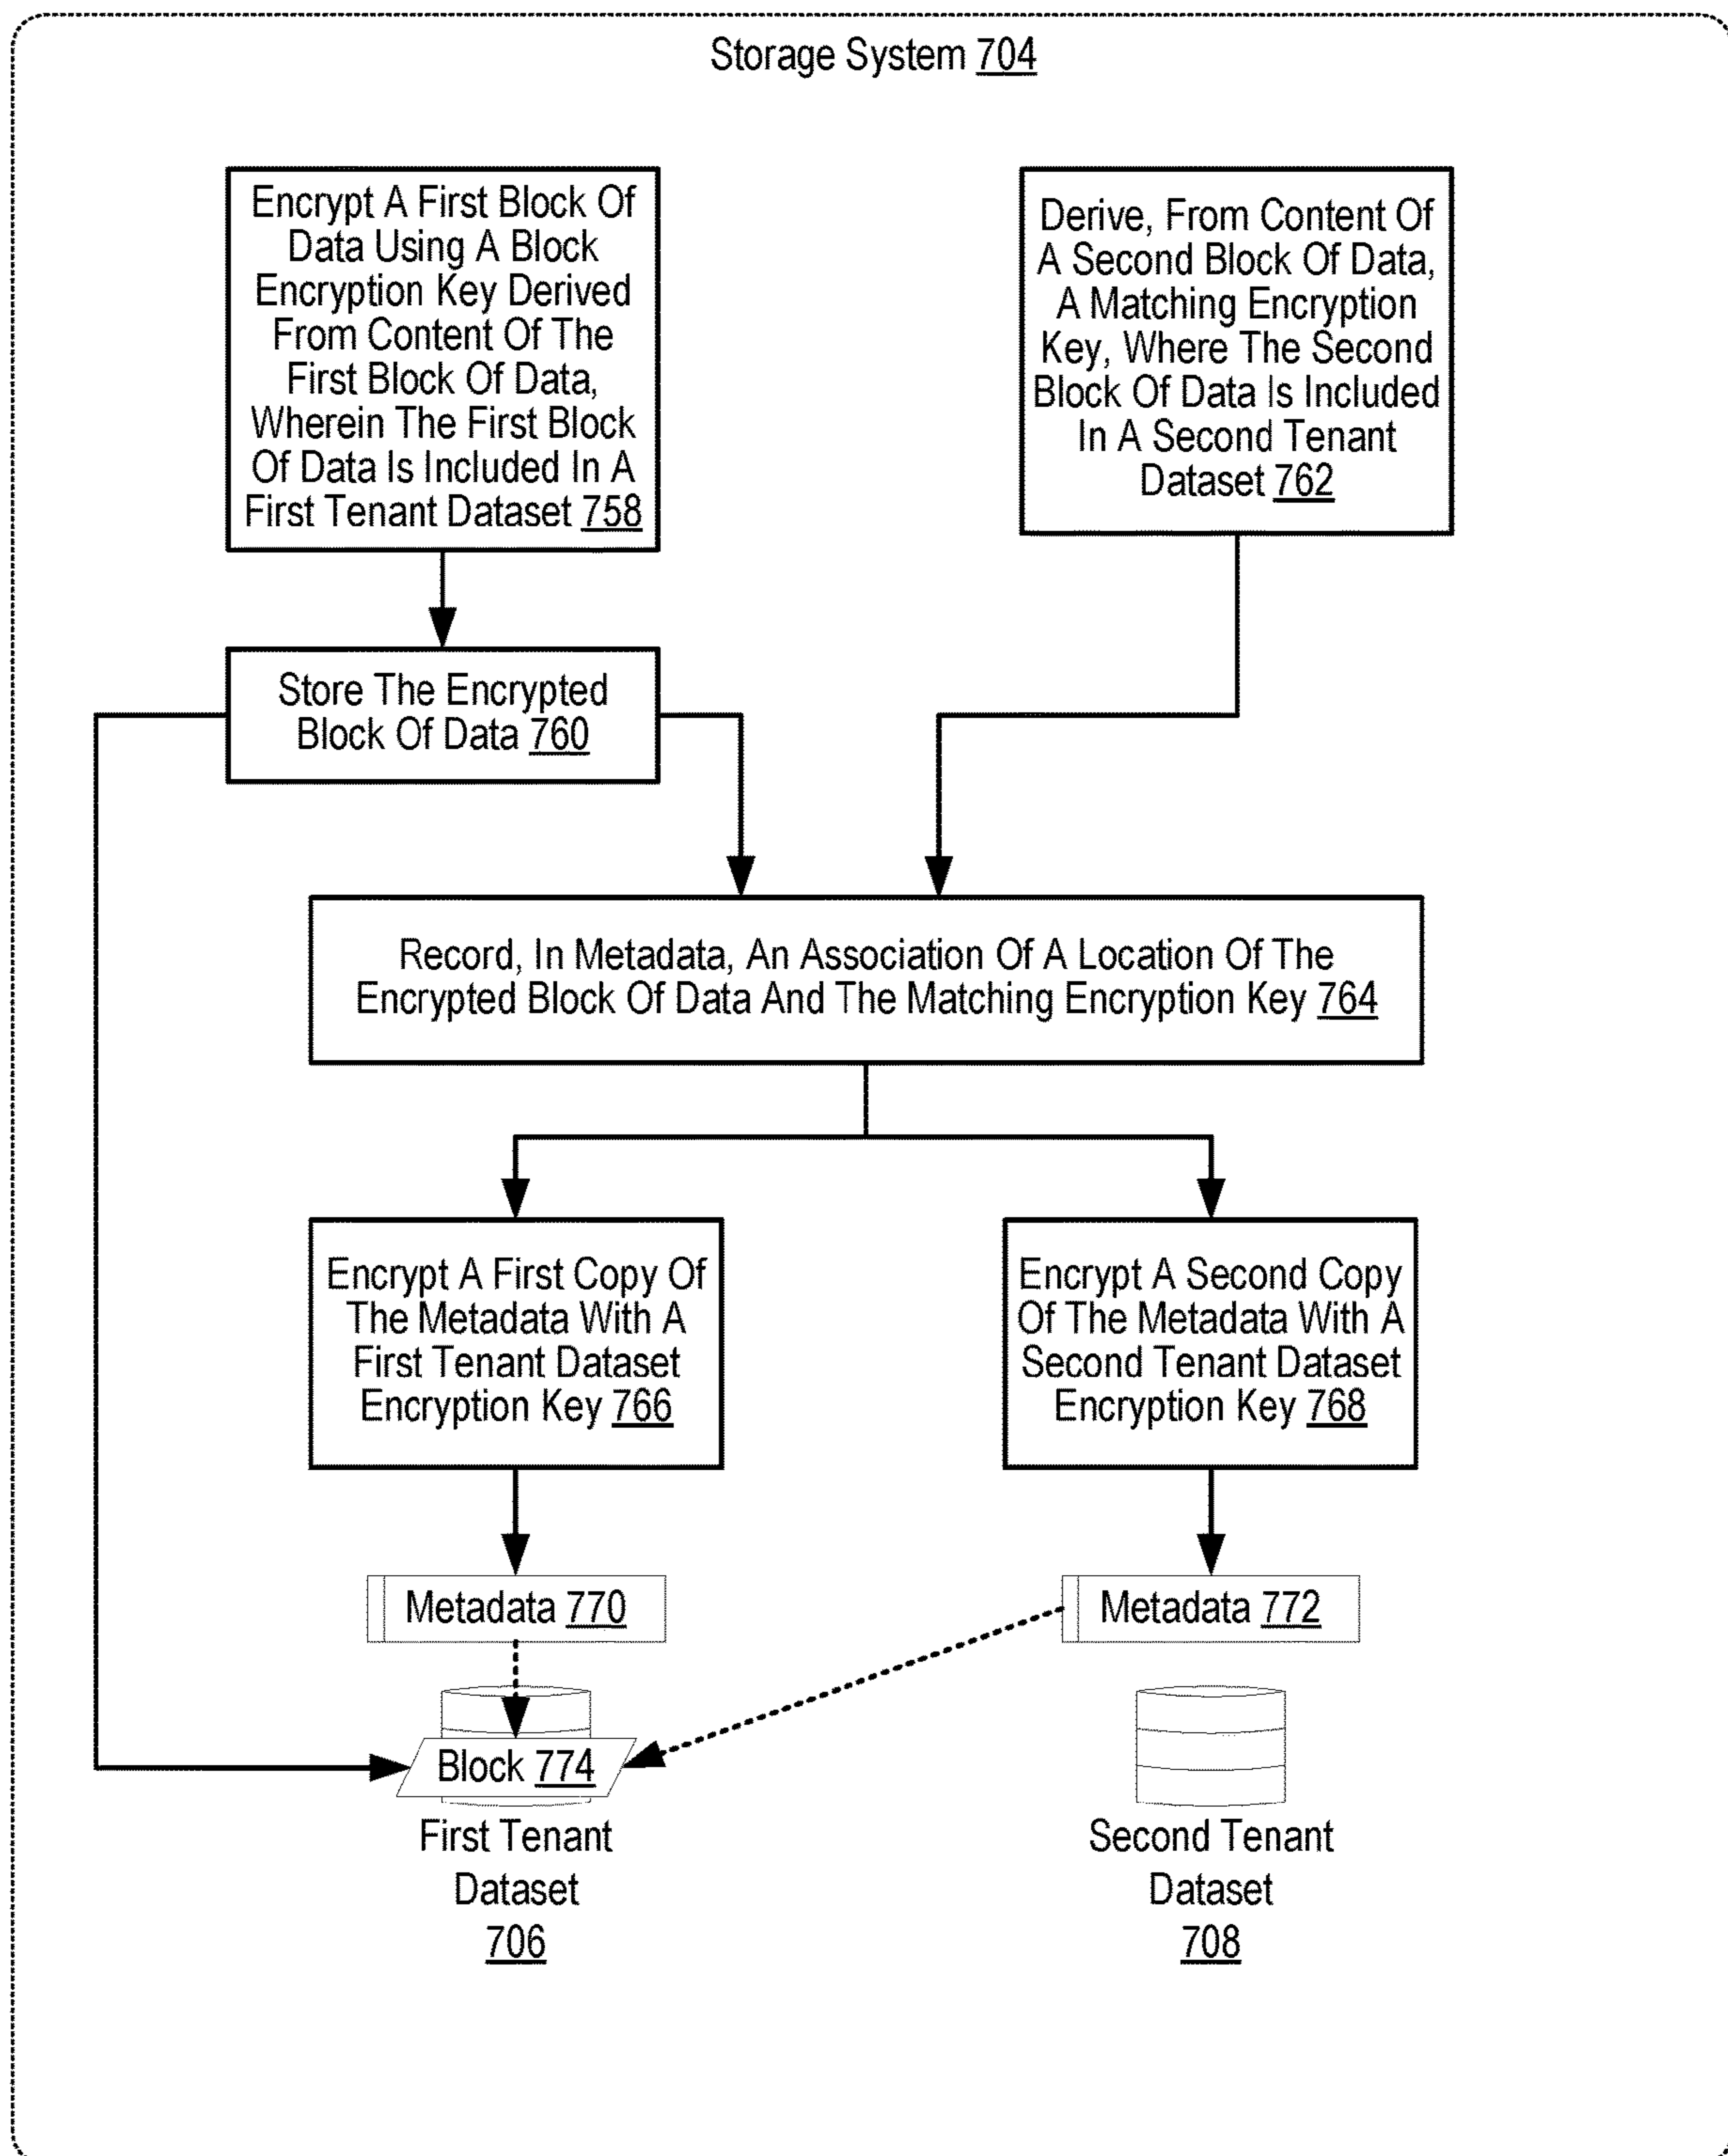 Storage System 704
Encrypt A First Block Of
Data Using A Block
Encryption Key Derived
From Content Of The
First Block Of Data,
Wherein The First Block
Of Data Is Included In A
First Tenant Dataset 758
Derive, From Content Of
A Second Block Of Data,
A Matching Encryption
Key, Where The Second
Block Of Data Is Included
In A Second Tenant
Dataset 762
Store The Encrypted
Block Of Data 760
Record, In Metadata, An Association Of A Location Of The
Encrypted Block Of Data And The Matching Encryption Key 764
Encrypt A First Copy Of
The Metadata With A
First Tenant Dataset
Encryption Key 766
Encrypt A Second Copy
Of The Metadata With A
Second Tenant Dataset
Encryption Key 768
Metadata 770
Metadata 772
Block 774
First Tenant
Dataset
706
Second Tenant
Dataset
708